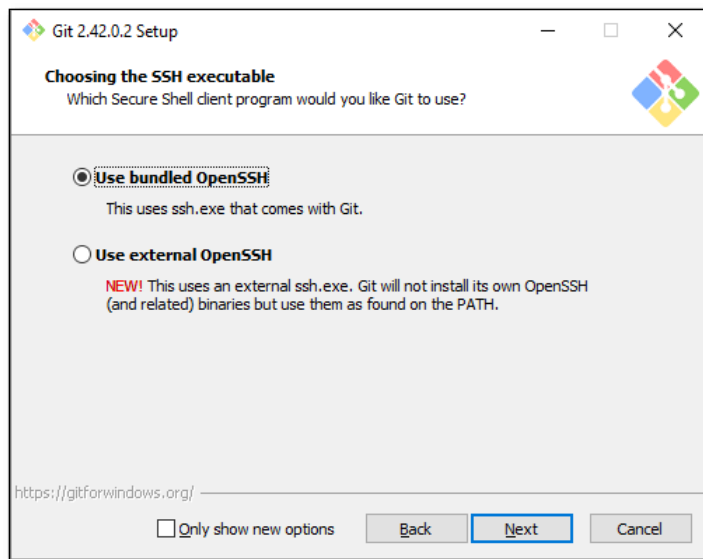 Git 2.42.0.2 Setup
Choosing the SSH executable
Which Secure Shell client program would you like Git to use?
Use bundled OpenSSH
This uses ssh.exe that comes with Git.
Use external OpenSSH
NEW! This uses an external ssh.exe. Git will not install its own OpenSSH
(and related) binaries but use them as found on the PATH.
https://gitforwindows.org/
Only show new options Back Next Cancel